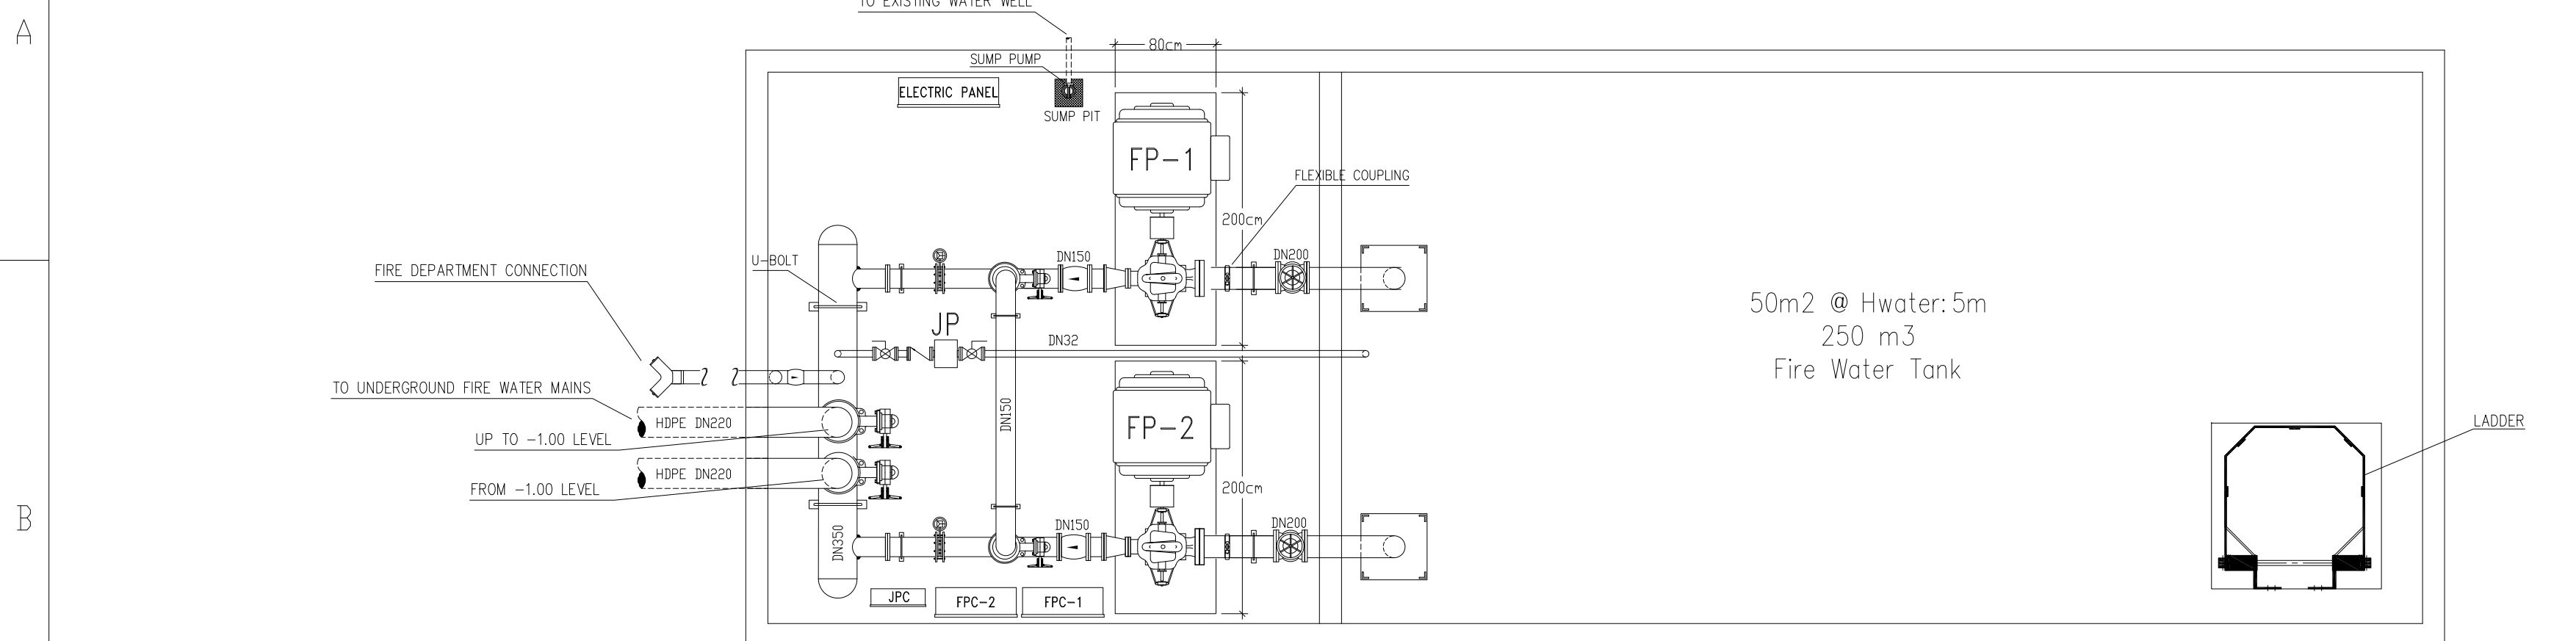 A
TO EXISTING WATER WELL
80cm
SUMP PUMP
ELECTRIC PANEL
SUMP PIT
FP-1
FLEXIBLE COUPLING
200cm
DN150
DN200
U-BOLT
FIRE DEPARTMENT CONNECTION
50m2 @ Hwater:5m
250 m3
Fire Water Tank
JP
DN32
TO UNDERGROUND FIRE WATER MAINS
HDPE DN220
UP TO -1.00 LEVEL
DN150
FP-2
LADDER
HDPE DN220
FROM -1.00 LEVEL
200cm
B
DN350
DN150
DN200
JPC
FPC-2
FPC-1